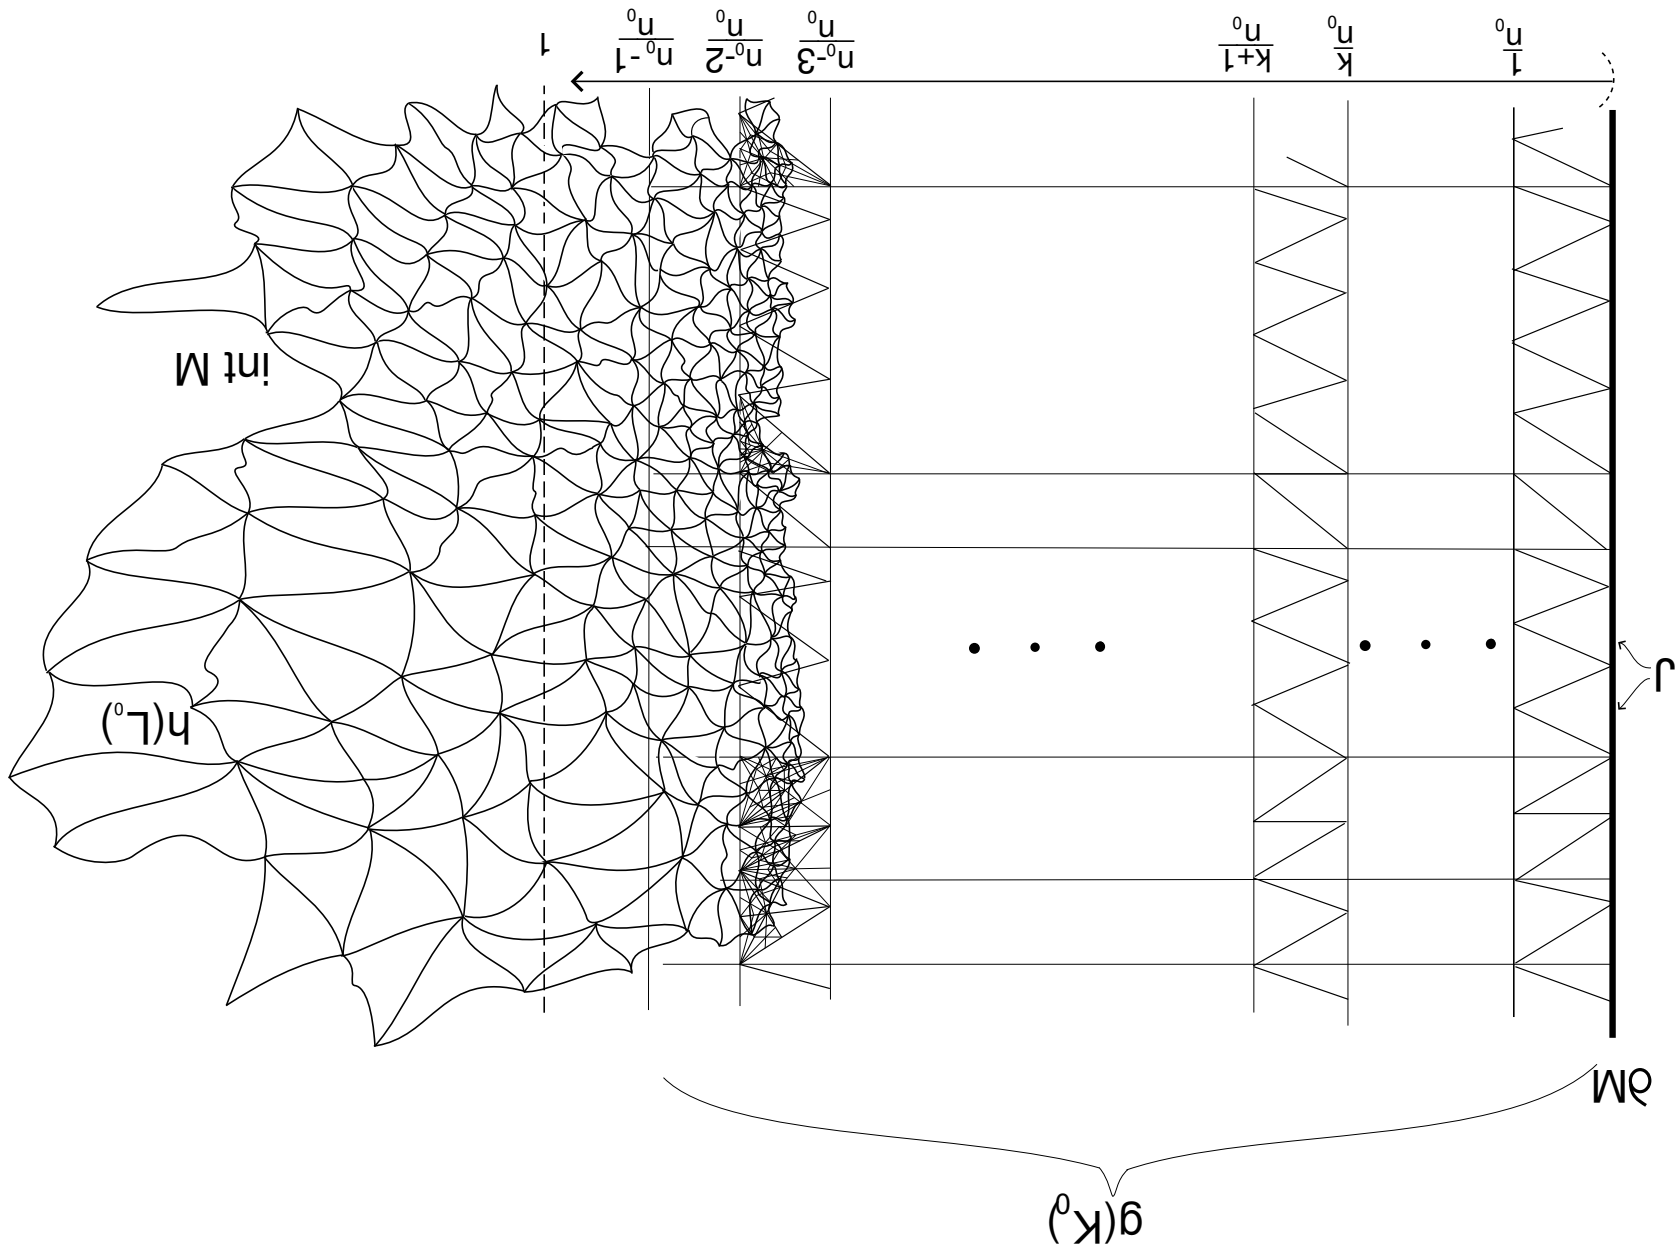 g(K₀)
∂M
h(L₀)
J
int M
1/n₀
k/n₀
k+1/n₀
n₀-3/n₀
n₀-2/n₀
n₀-1/n₀
1